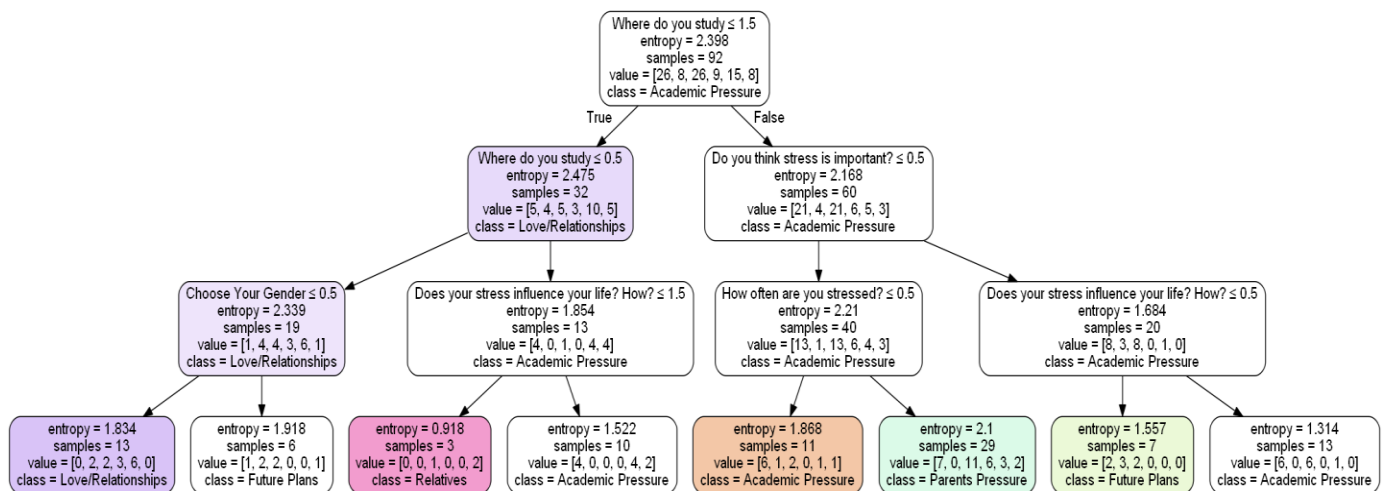 Where do you study ≤ 1.5
entropy = 2.398
samples = 92
value = [26, 8, 26, 9, 15, 8]
class = Academic Pressure
True
False
Where do you study ≤ 0.5
entropy = 2.475
samples = 32
value = [5, 4, 5, 3, 10, 5]
class = Love/Relationships
Do you think stress is important? ≤ 0.5
entropy = 2.168
samples = 60
value = [21, 4, 21, 6, 5, 3]
class = Academic Pressure
Choose Your Gender ≤ 0.5
entropy = 2.339
samples = 19
value = [1, 4, 4, 3, 6, 1]
class = Love/Relationships
Does your stress influence your life? How? ≤ 1.5
entropy = 1.854
samples = 13
value = [4, 0, 1, 0, 4, 4]
class = Academic Pressure
How often are you stressed? ≤ 0.5
entropy = 2.21
samples = 40
value = [13, 1, 13, 6, 4, 3]
class = Academic Pressure
Does your stress influence your life? How? ≤ 0.5
entropy = 1.684
samples = 20
value = [8, 3, 8, 0, 1, 0]
class = Academic Pressure
entropy = 1.834
samples = 13
value = [0, 2, 2, 3, 6, 0]
class = Love/Relationships
entropy = 1.918
samples = 6
value = [1, 2, 2, 0, 0, 1]
class = Future Plans
entropy = 0.918
samples = 3
value = [0, 0, 1, 0, 0, 2]
class = Relatives
entropy = 1.522
samples = 10
value = [4, 0, 0, 0, 4, 2]
class = Academic Pressure
entropy = 1.868
samples = 11
value = [6, 1, 2, 0, 1, 1]
class = Academic Pressure
entropy = 2.1
samples = 29
value = [7, 0, 11, 6, 3, 2]
class = Parents Pressure
entropy = 1.557
samples = 7
value = [2, 3, 2, 0, 0, 0]
class = Future Plans
entropy = 1.314
samples = 13
value = [6, 0, 6, 0, 1, 0]
class = Academic Pressure